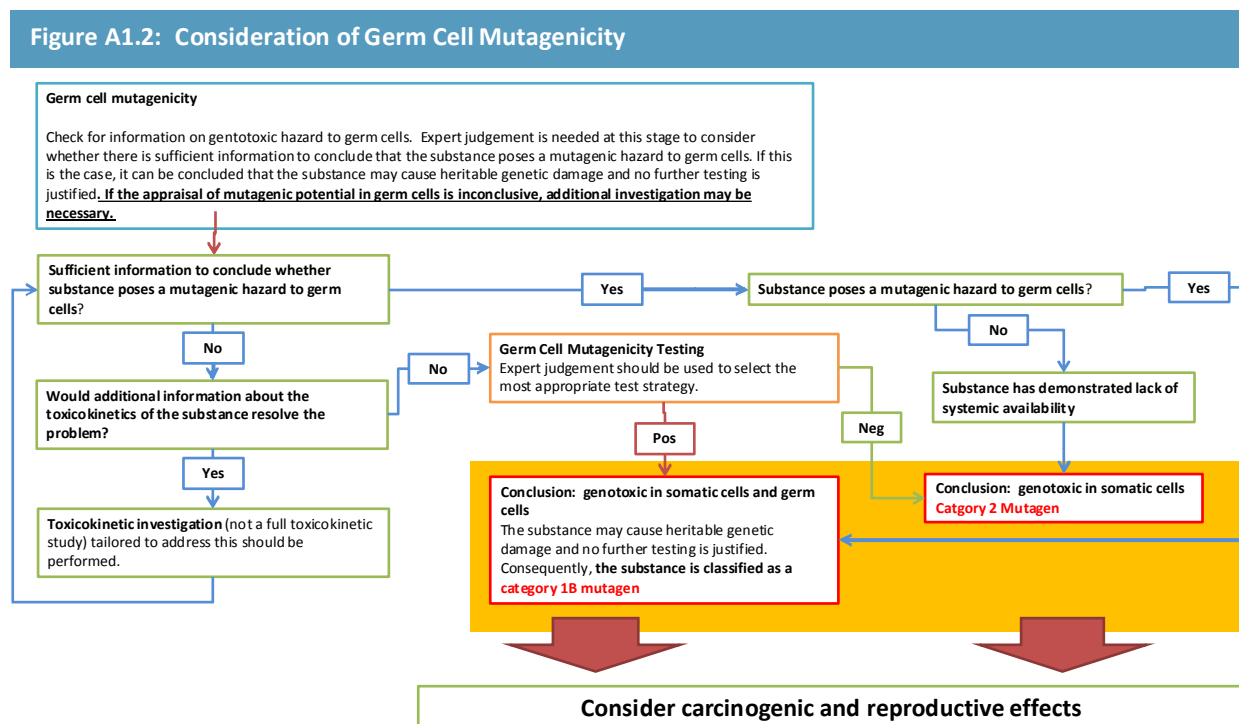 Figure A1.2:  Consideration of Germ Cell Mutagenicity
Germ cell mutagenicity
Check for information on gentotoxic hazard to germ cells.  Expert judgement is needed at this stage to consider
whether there is sufficient information to conclude that the substance poses a mutagenic hazard to germ cells. If this
is the case, it can be concluded that the substance may cause heritable genetic damage and no further testing is
justified. If the appraisal of mutagenic potential in germ cells is inconclusive, additional investigation may be
necessary.
Sufficient information to conclude whether
substance poses a mutagenic hazard to germ
cells?
Yes
Substance poses a mutagenic hazard to germ cells?
Yes
No
No
No
Germ Cell Mutagenicity Testing
Expert judgement should be used to select the
most appropriate test strategy.
Would additional information about the
toxicokinetics of the substance resolve the
problem?
Substance has demonstrated lack of
systemic availability
Pos
Neg
Yes
Toxicokinetic investigation (not a full toxicokinetic
study) tailored to address this should be
performed.
Conclusion:  genotoxic in somatic cells and germ
cells
The substance may cause heritable genetic
damage and no further testing is justified.
Consequently, the substance is classified as a
category 1B mutagen
Conclusion:  genotoxic in somatic cells
Catgory 2 Mutagen
Consider carcinogenic and reproductive effects